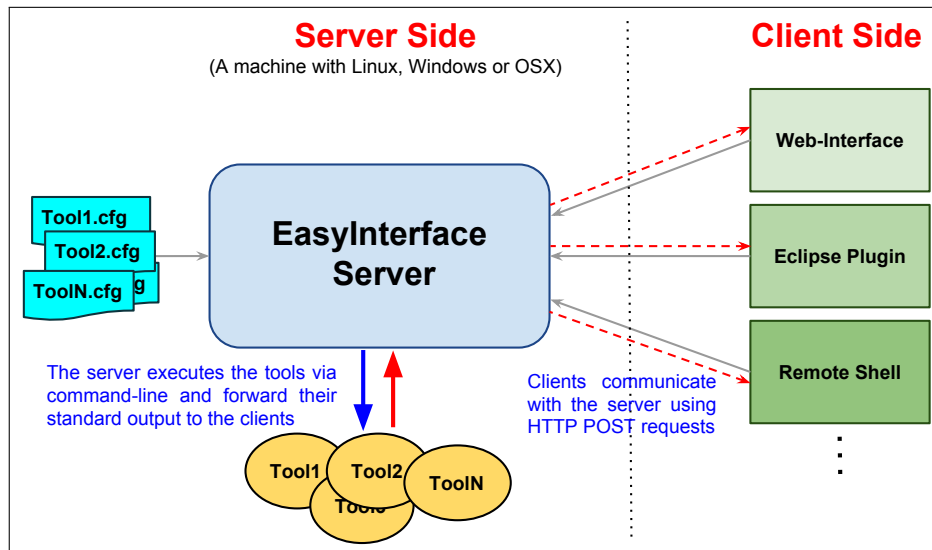 Server Side
(A machine with Linux, Windows or OSX)
Client Side
Tool1.cfg
Tool2.cfg
ToolN.cfg
EasyInterface
Server
Web-Interface
Eclipse Plugin
Remote Shell
The server executes the tools via
command-line and forward their
standard output to the clients
Clients communicate
with the server using
HTTP POST requests
Tool1
Tool2
ToolN